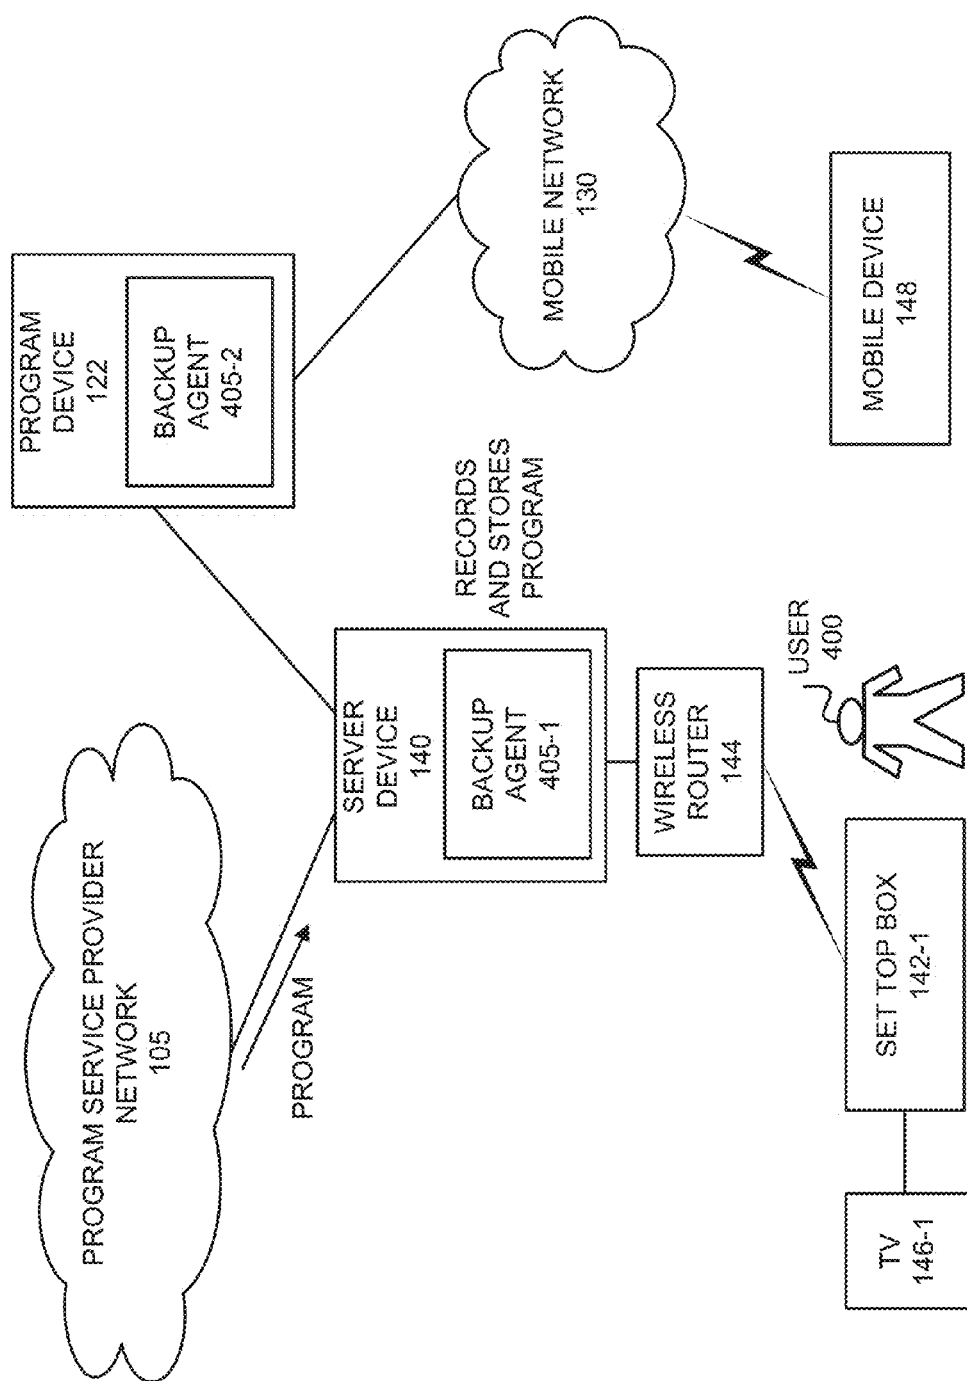 PROGRAM SERVICE PROVIDER
NETWORK
105
PROGRAM
PROGRAM
DEVICE
122
BACKUP
AGENT
405-2
SERVER
DEVICE
140
BACKUP
AGENT
405-1
RECORDS
AND STORES
PROGRAM
MOBILE NETWORK
130
WIRELESS
ROUTER
144
USER
400
TV
146-1
SET TOP BOX
142-1
MOBILE DEVICE
148